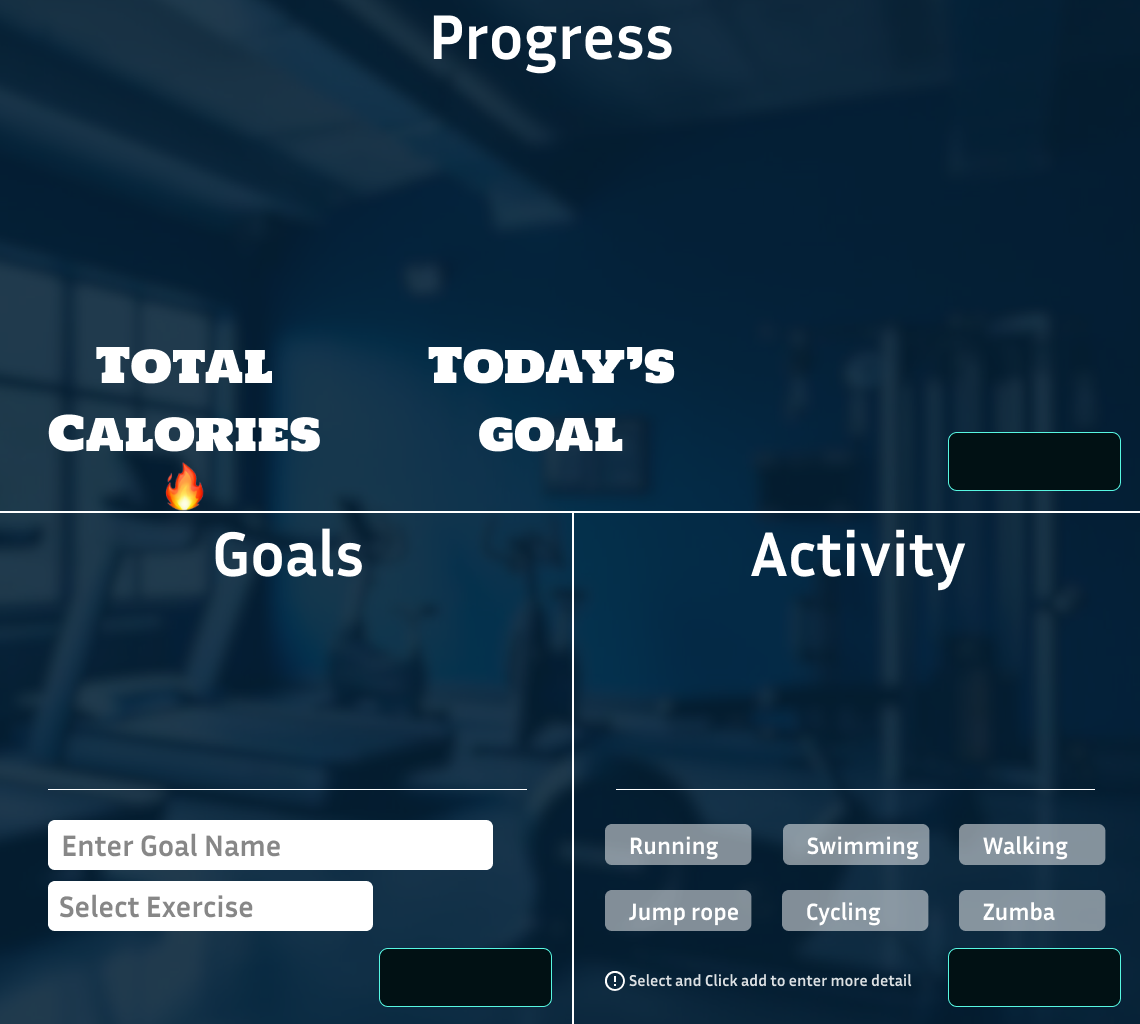 Progress
Total
Calories
🔥
Today’s
goal
Goals
Enter Goal Name
Select Exercise
Activity
Running
Swimming
Walking
Jump rope
Cycling
Zumba
Select and Click add to enter more detail